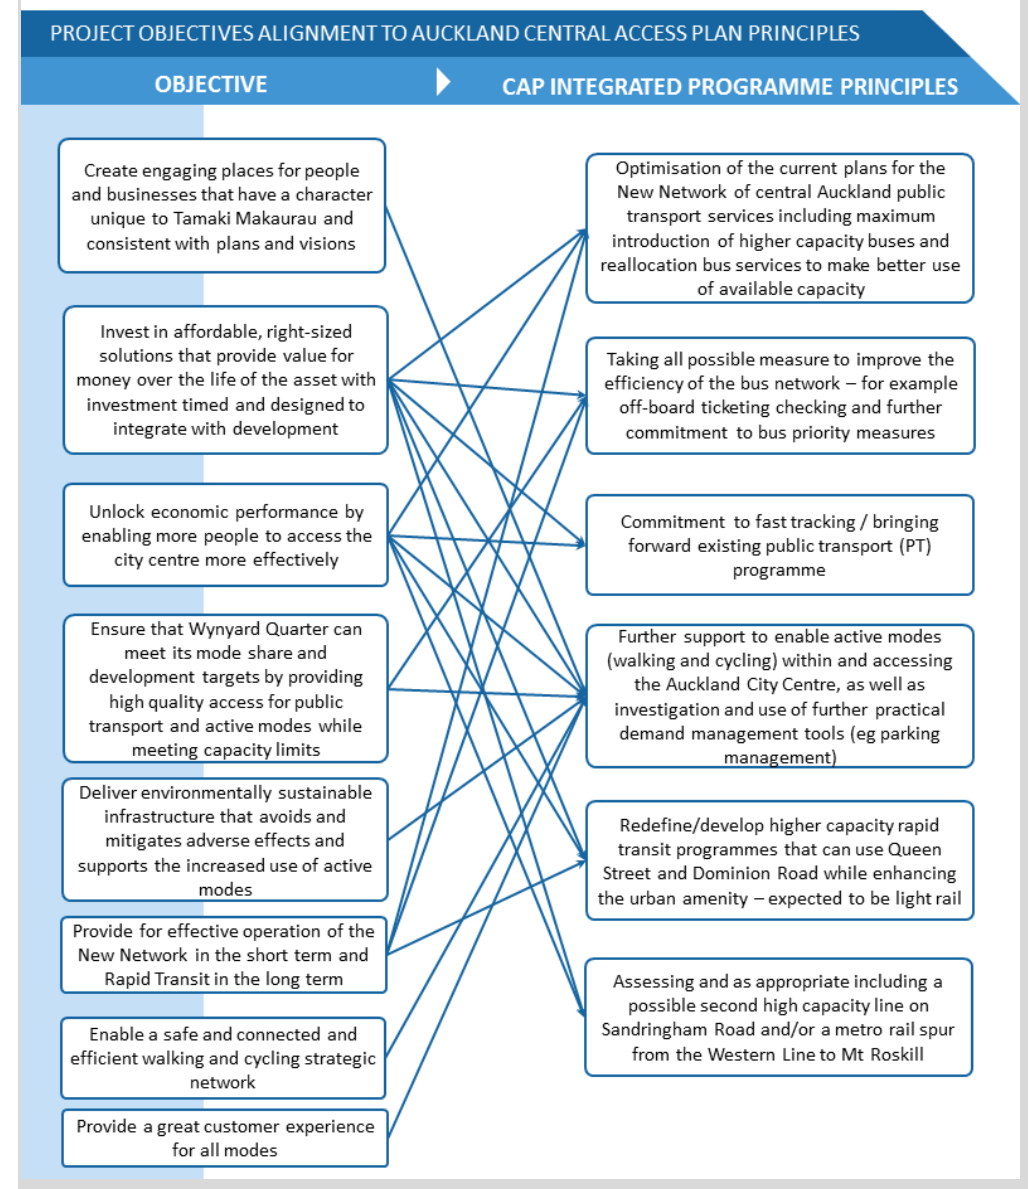 PROJECT OBJECTIVES ALIGNMENT TO AUCKLAND CENTRAL ACCESS PLAN PRINCIPLES
OBJECTIVE
CAP INTEGRATED PROGRAMME PRINCIPLES
Create engaging places for people
and businesses that have a character
unique to Tamaki Makaurau and
consistent with plans and visions
Invest in affordable, right-sized
solutions that provide value for
money over the life of the asset with
investment timed and designed to
integrate with development
Unlock economic performance by
enabling more people to access the
city centre more effectively
Ensure that Wynyard Quarter can
meet its mode share and
development targets by providing
high quality access for public
transport and active modes while
meeting capacity limits
Deliver environmentally sustainable
infrastructure that avoids and
mitigates adverse effects and
supports the increased use of active
modes
Provide for effective operation of the
New Network in the short term and
Rapid Transit in the long term
Enable a safe and connected and
efficient walking and cycling strategic
network
Provide a great customer experience
for all modes
Optimisation of the current plans for the
New Network of central Auckland public
transport services including maximum
introduction of higher capacity buses and
reallocation bus services to make better use
of available capacity
Taking all possible measure to improve the
efficiency of the bus network – for example
off-board ticketing checking and further
commitment to bus priority measures
Commitment to fast tracking / bringing
forward existing public transport (PT)
programme
Further support to enable active modes
(walking and cycling) within and accessing
the Auckland City Centre, as well as
investigation and use of further practical
demand management tools (eg parking
management)
Redefine/develop higher capacity rapid
transit programmes that can use Queen
Street and Dominion Road while enhancing
the urban amenity – expected to be light rail
Assessing and as appropriate including a
possible second high capacity line on
Sandringham Road and/or a metro rail spur
from the Western Line to Mt Roskill